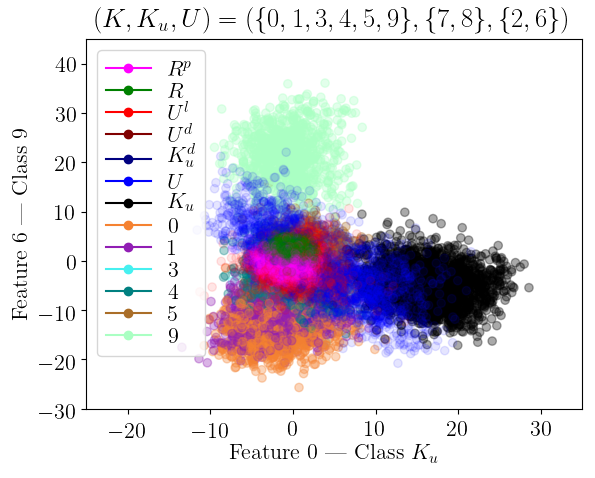 (K, K_u, U) = ({0, 1, 3, 4, 5, 9}, {7, 8}, {2, 6})
R^p
R
U^l
U^d
K_u^d
U
K_u
0
1
3
4
5
9
40
30
20
10
0
−10
−20
−30
Feature 6 — Class 9
−20
−10
0
10
20
30
Feature 0 — Class K_u